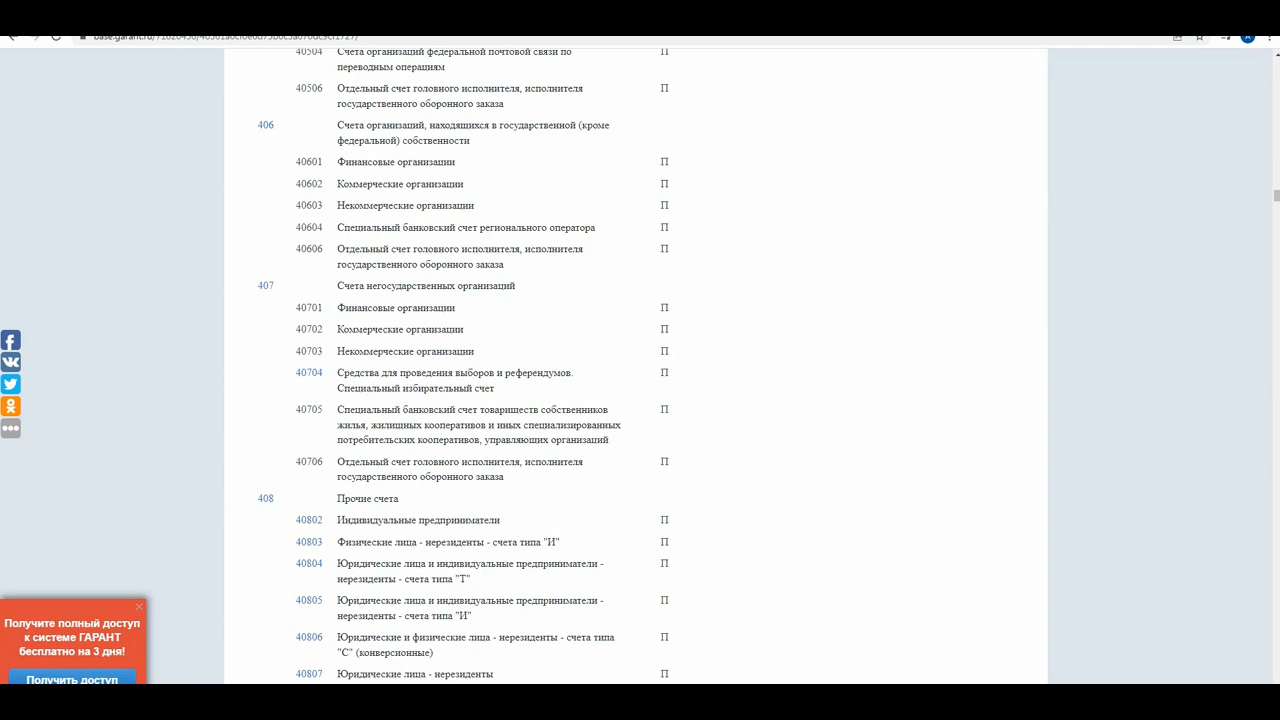 40504 Счета организаций федеральной почтовой связи по П
переводным операциям
40506 Отдельный счет головного исполнителя, исполнителя П
государственного оборонного заказа
406 Счета организаций, находящихся в государственной (кроме
федеральной) собственности
40601 Финансовые организации П
40602 Коммерческие организации П
40603 Некоммерческие организации П
40604 Специальный банковский счет регионального оператора П
40606 Отдельный счет головного исполнителя, исполнителя П
государственного оборонного заказа
407 Счета негосударственных организаций
40701 Финансовые организации П
40702 Коммерческие организации П
40703 Некоммерческие организации П
40704 Средства для проведения выборов и референдумов. П
Специальный избирательный счет
40705 Специальный банковский счет товариществ собственников П
жилья, жилищных кооперативов и иных специализированных
потребительских кооперативов, управляющих организаций
40706 Отдельный счет головного исполнителя, исполнителя П
государственного оборонного заказа
408 Прочие счета
40802 Индивидуальные предприниматели П
40803 Физические лица - нерезиденты - счета типа "И" П
40804 Юридические лица и индивидуальные предприниматели - П
нерезиденты - счета типа "Т"
40805 Юридические лица и индивидуальные предприниматели - П
нерезиденты - счета типа "И"
40806 Юридические и физические лица - нерезиденты - счета типа П
"С" (конверсионные)
40807 Юридические лица - нерезиденты П
Получите полный доступ
к системе ГАРАНТ
бесплатно на 3 дня!
Получить доступ